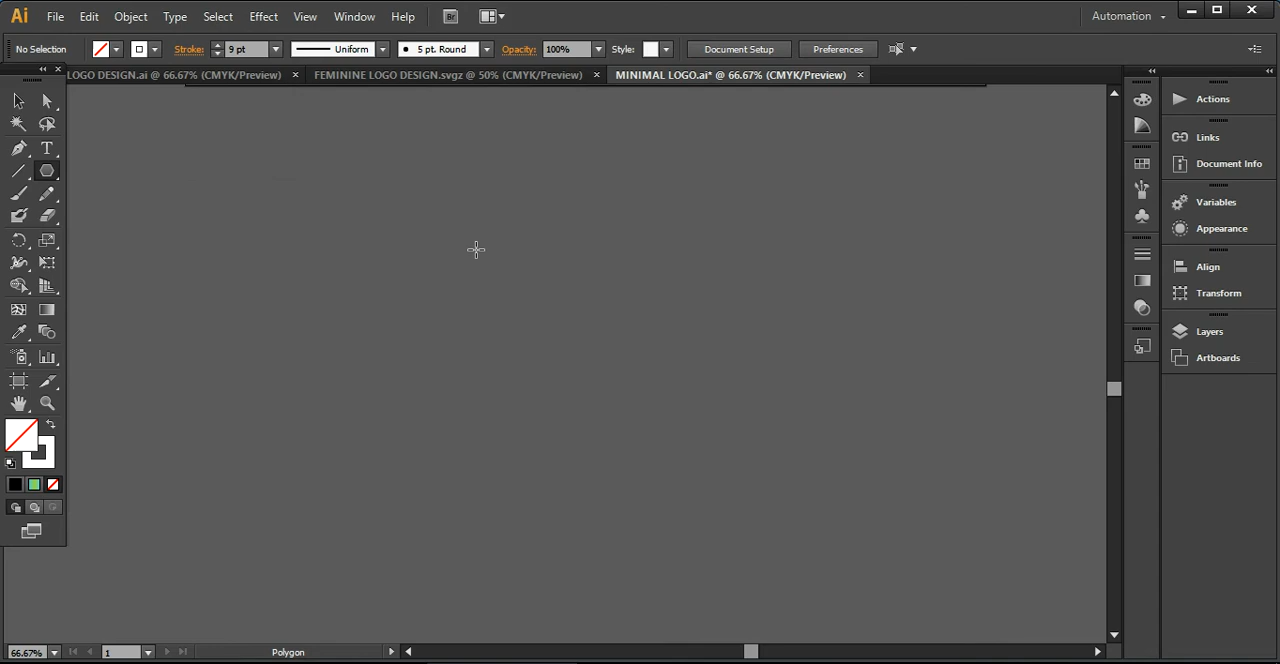 Ai File Edit Object Type Select Effect View Window Help Br Automation
No Selection Stroke: 9 pt Uniform 5 pt. Round Opacity: 100% Style: Document Setup Preferences
LOGO DESIGN.ai @ 66.67% (CMYK/Preview) FEMININE LOGO DESIGN.svgz @ 50% (CMYK/Preview) MINIMAL LOGO.ai* @ 66.67% (CMYK/Preview)
Actions
Links
Document Info
Variables
Appearance
Align
Transform
Layers
Artboards
66.67% 1 Polygon